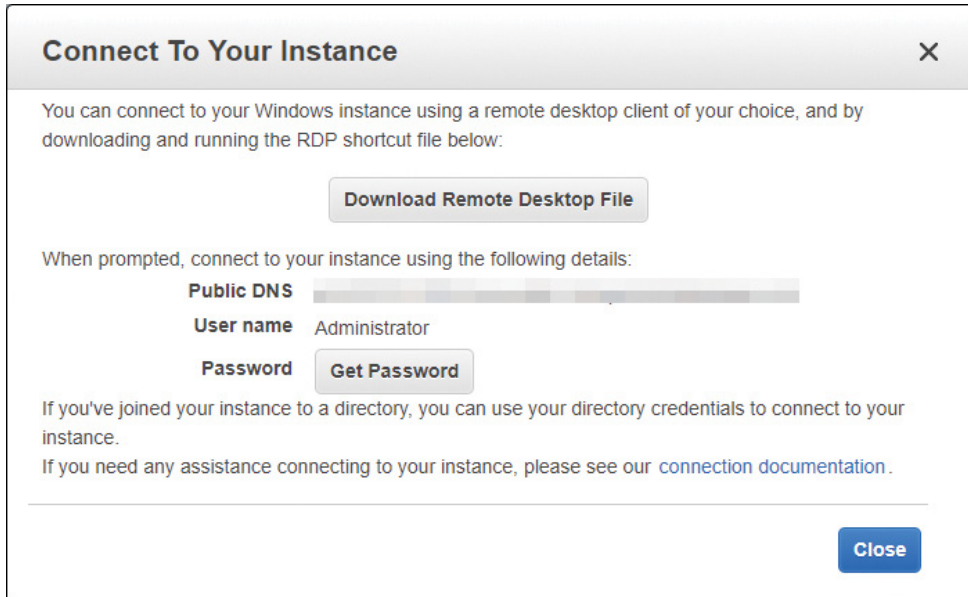 Connect To Your Instance
You can connect to your Windows instance using a remote desktop client of your choice, and by
downloading and running the RDP shortcut file below:
Download Remote Desktop File
When prompted, connect to your instance using the following details:
Public DNS
User name Administrator
Password Get Password
If you've joined your instance to a directory, you can use your directory credentials to connect to your
instance.
If you need any assistance connecting to your instance, please see our connection documentation.
Close